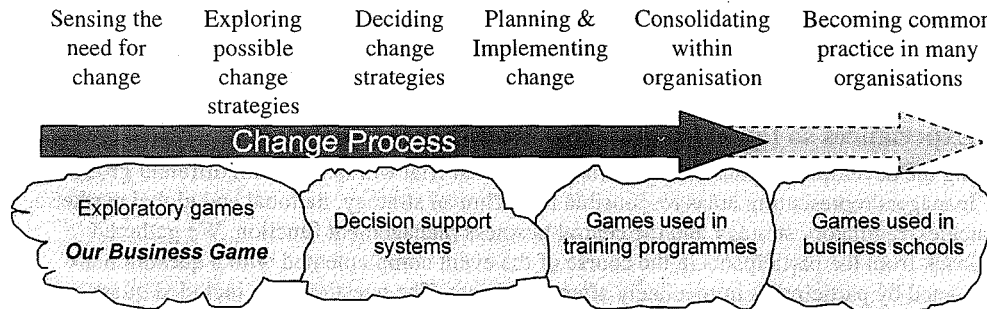 Sensing the
need for
change
Exploring
possible
change
strategies
Deciding
change
strategies
Planning &
Implementing
change
Consolidating
within
organisation
Becoming common
practice in many
organisations
Change Process
Exploratory games
Our Business Game
Decision support
systems
Games used in
training programmes
Games used in
business schools